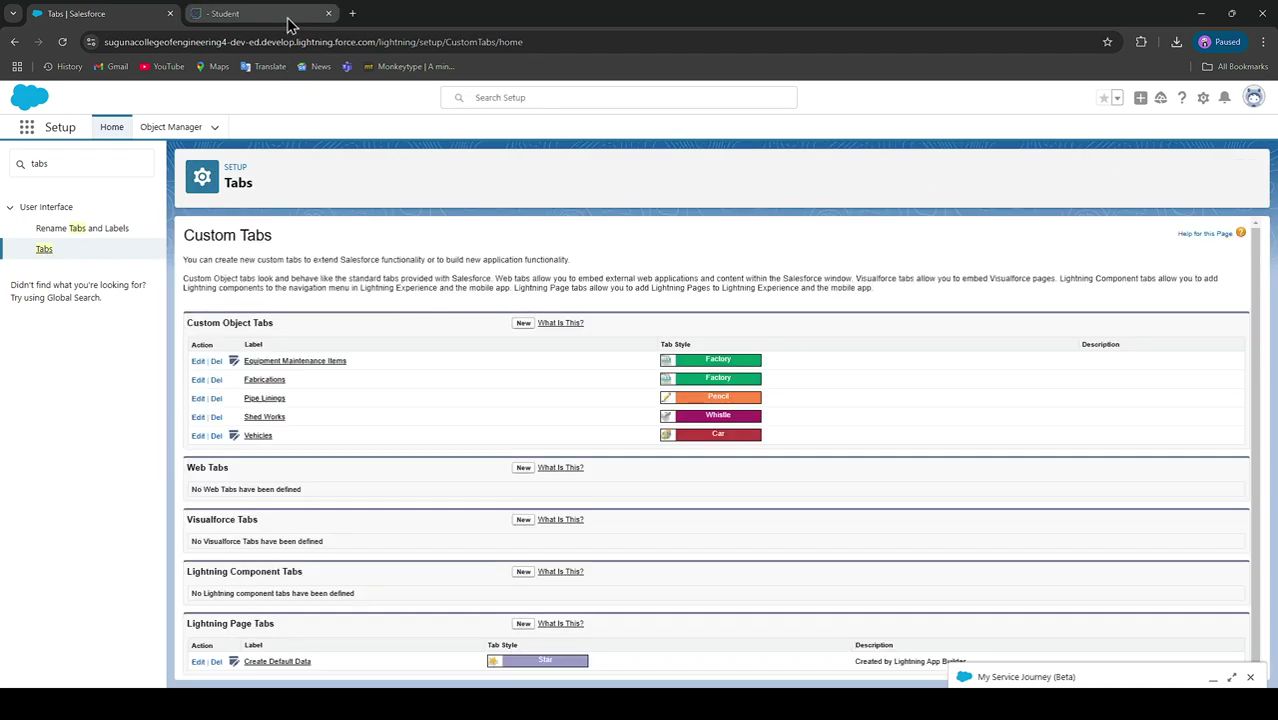 Tabs | Salesforce
- Student
sugunacollegeofengineering4-dev-ed.develop.lightning.force.com/lightning/setup/CustomTabs/home
Paused
History
Gmail
YouTube
Maps
Translate
News
Monkeytype | A min...
All Bookmarks
Search Setup
Setup
Home
Object Manager
tabs
User Interface
Rename Tabs and Labels
Tabs
Didn't find what you're looking for?
Try using Global Search.
SETUP
Tabs
Custom Tabs
Help for this Page
You can create new custom tabs to extend Salesforce functionality or to build new application functionality.
Custom Object tabs look and behave like the standard tabs provided with Salesforce. Web tabs allow you to embed external web applications and content within the Salesforce window. Visualforce tabs allow you to embed Visualforce pages. Lightning Component tabs allow you to add
Lightning components to the navigation menu in Lightning Experience and the mobile app. Lightning Page tabs allow you to add Lightning Pages to Lightning Experience and the mobile app.
Custom Object Tabs New What Is This?
Action Label Tab Style Description
Edit | Del Equipment Maintenance Items Factory
Edit | Del Fabrications Factory
Edit | Del Pipe Linings Pencil
Edit | Del Shed Works Whistle
Edit | Del Vehicles Car
Web Tabs New What Is This?
No Web Tabs have been defined
Visualforce Tabs New What Is This?
No Visualforce Tabs have been defined
Lightning Component Tabs New What Is This?
No Lightning component tabs have been defined
Lightning Page Tabs New What Is This?
Action Label Tab Style Description
Edit | Del Create Default Data Star Created by Lightning App Builder
My Service Journey (Beta)